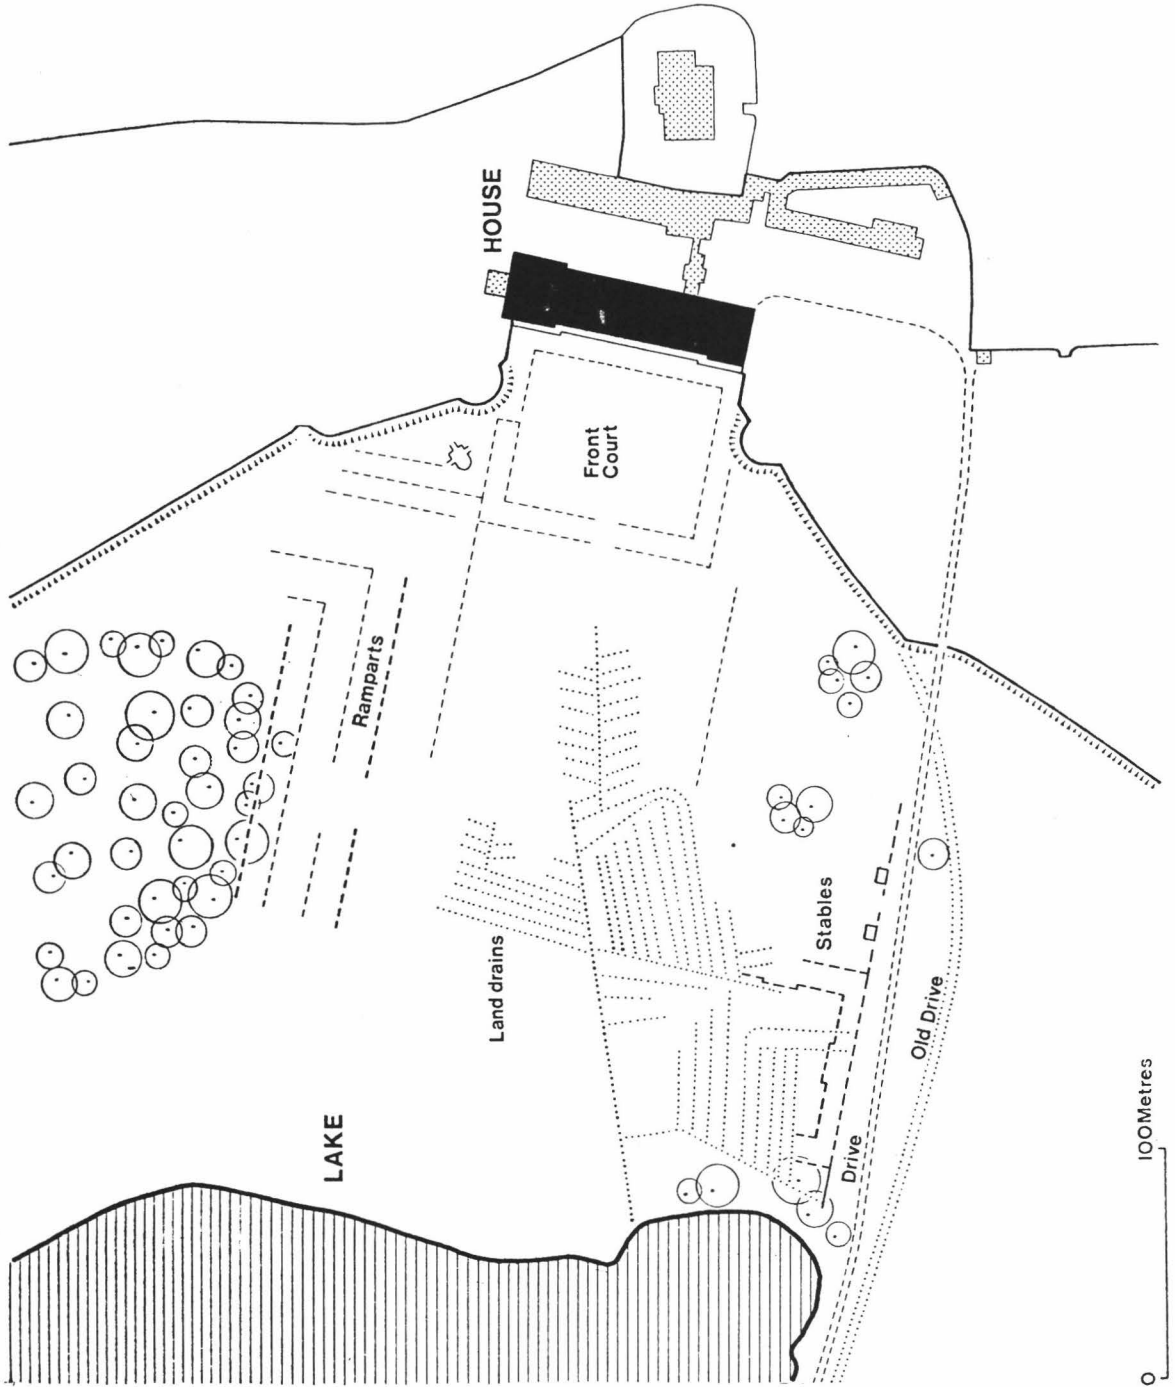 HOUSE
Front
Court
Ramparts
Land drains
Stables
LAKE
Old Drive
Drive
0
100Metres